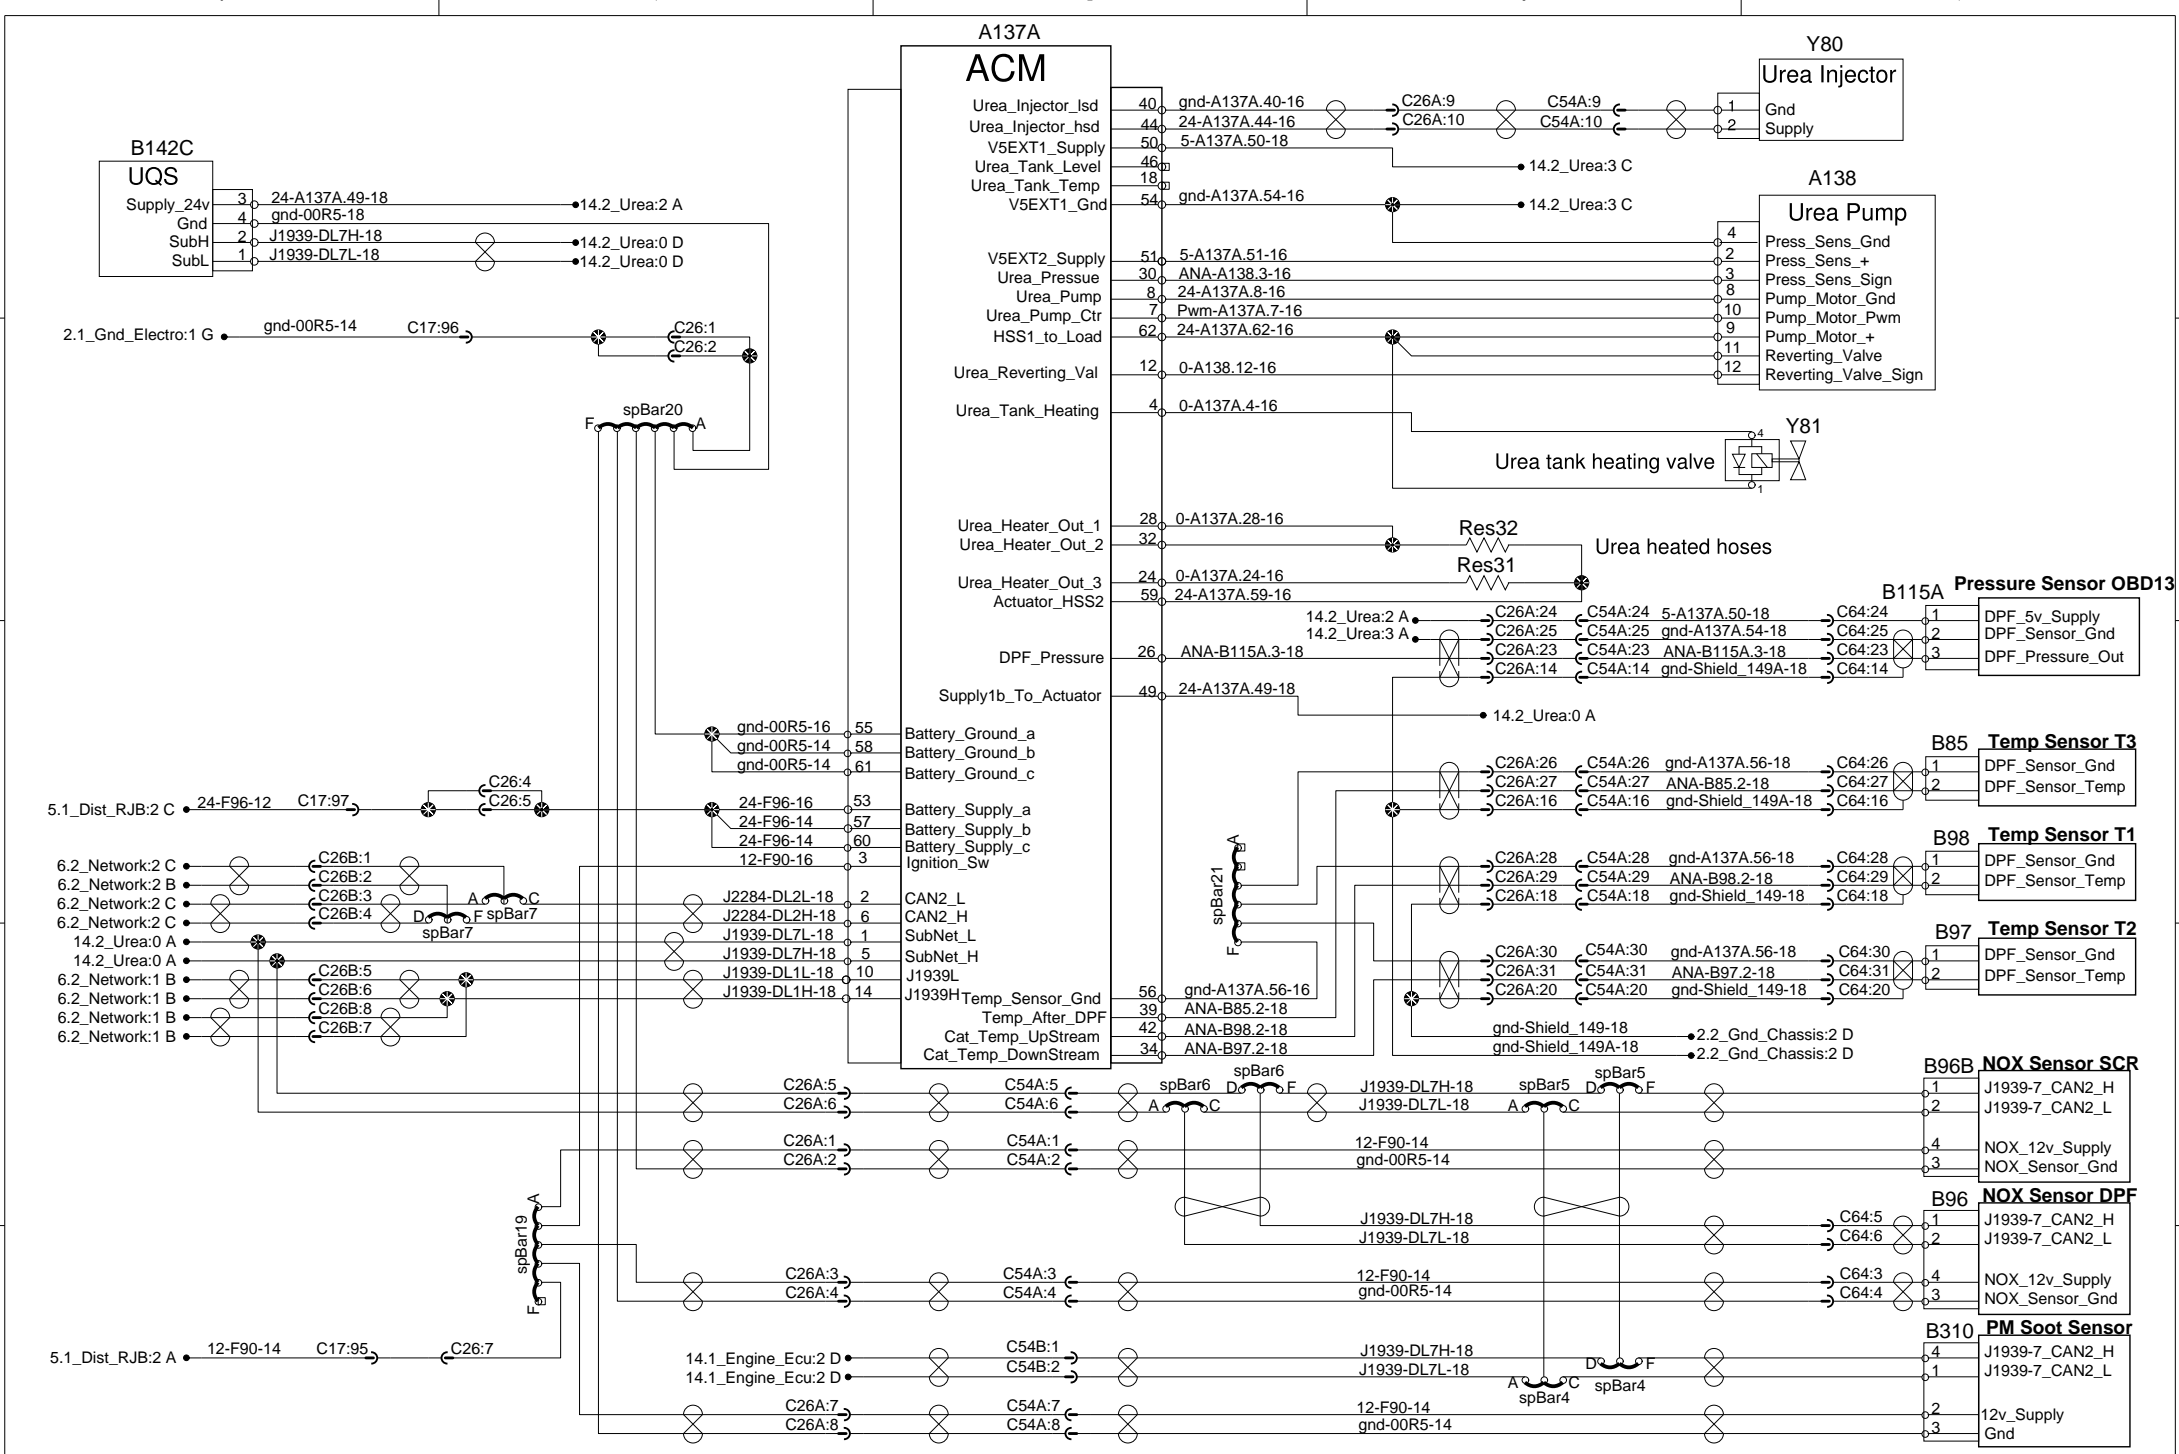 A137A
ACM
Urea_Injector_lsd 40 gnd-A137A.40-16 C26A:9 C54A:9
Urea_Injector_hsd 44 24-A137A.44-16 C26A:10 C54A:10
V5EXT1_Supply 50 5-A137A.50-18
Urea_Tank_Level 46 14.2_Urea:3 C
Urea_Tank_Temp 18
V5EXT1_Gnd 54 gnd-A137A.54-16 14.2_Urea:3 C
V5EXT2_Supply 51 5-A137A.51-16
Urea_Pressue 30 ANA-A138.3-16
Urea_Pump 8 24-A137A.8-16
Urea_Pump_Ctr 7 Pwm-A137A.7-16
HSS1_to_Load 62 24-A137A.62-16
Urea_Reverting_Val 12 0-A138.12-16
Urea_Tank_Heating 4 0-A137A.4-16
Urea_Heater_Out_1 28 0-A137A.28-16
Urea_Heater_Out_2 32
Urea_Heater_Out_3 24 0-A137A.24-16
Actuator_HSS2 59 24-A137A.59-16
DPF_Pressure 26 ANA-B115A.3-18
Supply1b_To_Actuator 49 24-A137A.49-18
14.2_Urea:0 A
Y80
Urea Injector
1 Gnd
2 Supply
A138
Urea Pump
4 Press_Sens_Gnd
2 Press_Sens_+
3 Press_Sens_Sign
8 Pump_Motor_Gnd
10 Pump_Motor_Pwm
9 Pump_Motor_+
11 Reverting_Valve
12 Reverting_Valve_Sign
Y81
4
Urea tank heating valve
1
Res32
Urea heated hoses
Res31
B142C
UQS
Supply_24v 3 24-A137A.49-18 14.2_Urea:2 A
Gnd 4 gnd-00R5-18
SubH 2 J1939-DL7H-18 14.2_Urea:0 D
SubL 1 J1939-DL7L-18 14.2_Urea:0 D
2.1_Gnd_Electro:1 G gnd-00R5-14 C17:96 C26:1
C26:2
F spBar20 A
gnd-00R5-16 55 Battery_Ground_a
gnd-00R5-14 58 Battery_Ground_b
gnd-00R5-14 61 Battery_Ground_c
C26:4
5.1_Dist_RJB:2 C 24-F96-12 C17:97 C26:5 24-F96-16 53 Battery_Supply_a
24-F96-14 57 Battery_Supply_b
24-F96-14 60 Battery_Supply_c
12-F90-16 3 Ignition_Sw
6.2_Network:2 C C26B:1
6.2_Network:2 B C26B:2
6.2_Network:2 C C26B:3 A spBar7 C J2284-DL2L-18 2 CAN2_L
6.2_Network:2 C C26B:4 D spBar7 F J2284-DL2H-18 6 CAN2_H
14.2_Urea:0 A J1939-DL7L-18 1 SubNet_L
14.2_Urea:0 A J1939-DL7H-18 5 SubNet_H
6.2_Network:1 B C26B:5 J1939-DL1L-18 10 J1939L
6.2_Network:1 B C26B:6 J1939-DL1H-18 14 J1939H
6.2_Network:1 B C26B:8
6.2_Network:1 B C26B:7
Temp_Sensor_Gnd 56 gnd-A137A.56-16
Temp_After_DPF 39 ANA-B85.2-18
Cat_Temp_UpStream 42 ANA-B98.2-18
Cat_Temp_DownStream 34 ANA-B97.2-18
A spBar21 F
B115A Pressure Sensor OBD13
14.2_Urea:2 A C26A:24 C54A:24 5-A137A.50-18 C64:24 1 DPF_5v_Supply
14.2_Urea:3 A C26A:25 C54A:25 gnd-A137A.54-18 C64:25 2 DPF_Sensor_Gnd
C26A:23 C54A:23 ANA-B115A.3-18 C64:23 3 DPF_Pressure_Out
C26A:14 C54A:14 gnd-Shield_149A-18 C64:14
B85 Temp Sensor T3
C26A:26 C54A:26 gnd-A137A.56-18 C64:26 1 DPF_Sensor_Gnd
C26A:27 C54A:27 ANA-B85.2-18 C64:27 2 DPF_Sensor_Temp
C26A:16 C54A:16 gnd-Shield_149A-18 C64:16
B98 Temp Sensor T1
C26A:28 C54A:28 gnd-A137A.56-18 C64:28 1 DPF_Sensor_Gnd
C26A:29 C54A:29 ANA-B98.2-18 C64:29 2 DPF_Sensor_Temp
C26A:18 C54A:18 gnd-Shield_149-18 C64:18
B97 Temp Sensor T2
C26A:30 C54A:30 gnd-A137A.56-18 C64:30 1 DPF_Sensor_Gnd
C26A:31 C54A:31 ANA-B97.2-18 C64:31 2 DPF_Sensor_Temp
C26A:20 C54A:20 gnd-Shield_149-18 C64:20
gnd-Shield_149-18 2.2_Gnd_Chassis:2 D
gnd-Shield_149A-18 2.2_Gnd_Chassis:2 D
B96B NOX Sensor SCR
C26A:5 C54A:5 D spBar6 F J1939-DL7H-18 D spBar5 F 1 J1939-7_CAN2_H
C26A:6 C54A:6 A spBar6 C J1939-DL7L-18 A spBar5 C 2 J1939-7_CAN2_L
C26A:1 C54A:1 12-F90-14 4 NOX_12v_Supply
C26A:2 C54A:2 gnd-00R5-14 3 NOX_Sensor_Gnd
A spBar19 F
B96 NOX Sensor DPF
J1939-DL7H-18 C64:5 1 J1939-7_CAN2_H
J1939-DL7L-18 C64:6 2 J1939-7_CAN2_L
C26A:3 C54A:3 12-F90-14 C64:3 4 NOX_12v_Supply
C26A:4 C54A:4 gnd-00R5-14 C64:4 3 NOX_Sensor_Gnd
5.1_Dist_RJB:2 A 12-F90-14 C17:95 C26:7
B310 PM Soot Sensor
14.1_Engine_Ecu:2 D C54B:1 J1939-DL7H-18 D spBar4 F 4 J1939-7_CAN2_H
14.1_Engine_Ecu:2 D C54B:2 J1939-DL7L-18 A spBar4 C 1 J1939-7_CAN2_L
C26A:7 C54A:7 12-F90-14 2 12v_Supply
C26A:8 C54A:8 gnd-00R5-14 3 Gnd